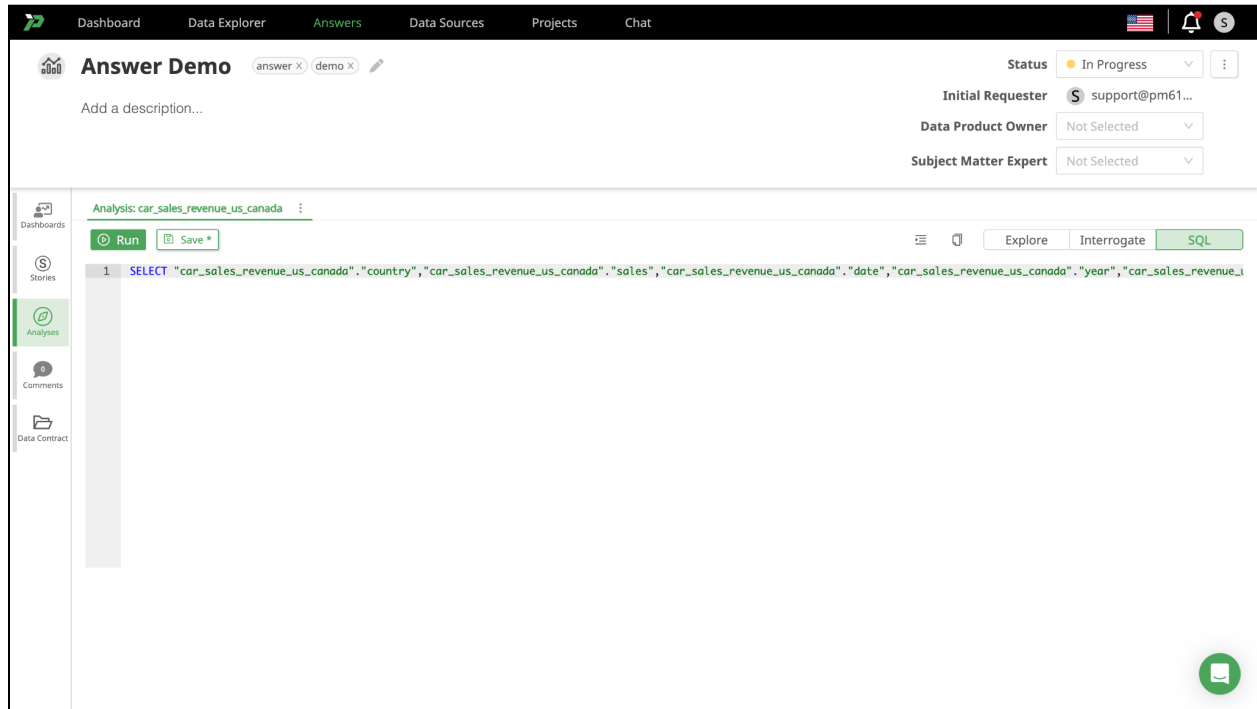 Dashboard Data Explorer Answers Data Sources Projects Chat S
Answer Demo answer × demo ×
Add a description...
Status In Progress
Initial Requester S support@pm61...
Data Product Owner Not Selected
Subject Matter Expert Not Selected
Dashboards
S
Stories
Analyses
0
Comments
Data Contract
Analysis: car_sales_revenue_us_canada
Run Save * Explore Interrogate SQL
1 SELECT "car_sales_revenue_us_canada"."country","car_sales_revenue_us_canada"."sales","car_sales_revenue_us_canada"."date","car_sales_revenue_us_canada"."year","car_sales_revenue_u